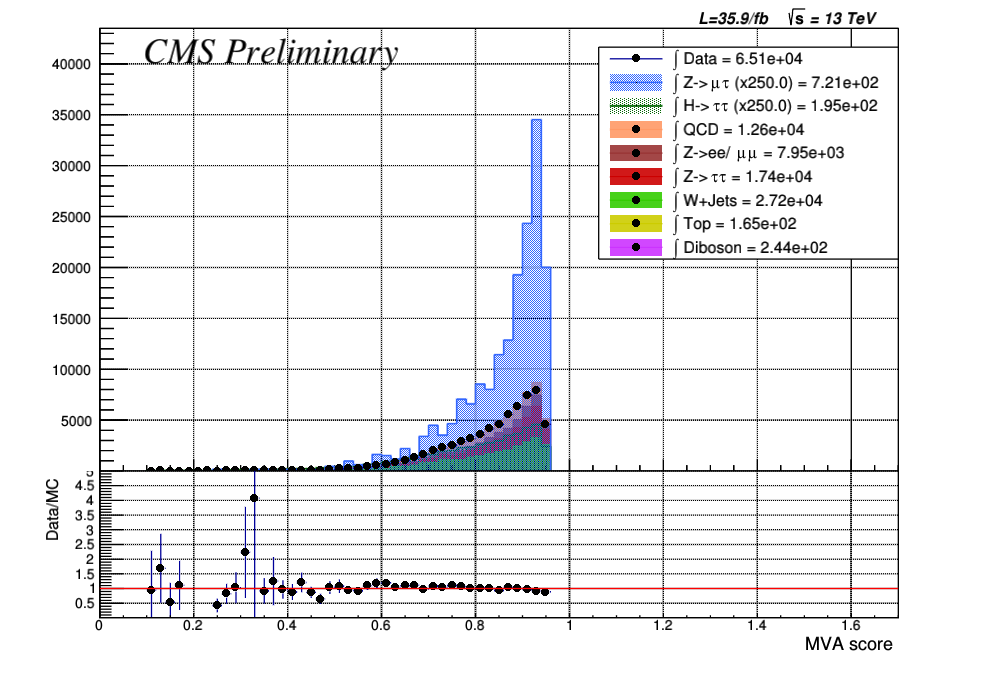 L=35.9/fb √s = 13 TeV
CMS Preliminary
∫ Data = 6.51e+04
∫ Z-> μτ (x250.0) = 7.21e+02
∫ H-> ττ (x250.0) = 1.95e+02
∫ QCD = 1.26e+04
∫ Z->ee/ μμ = 7.95e+03
∫ Z-> ττ = 1.74e+04
∫ W+Jets = 2.72e+04
∫ Top = 1.65e+02
∫ Diboson = 2.44e+02
40000
35000
30000
25000
20000
15000
10000
5000
Data/MC
5
4.5
4
3.5
3
2.5
2
1.5
1
0.5
0 0.2 0.4 0.6 0.8 1 1.2 1.4 1.6
MVA score